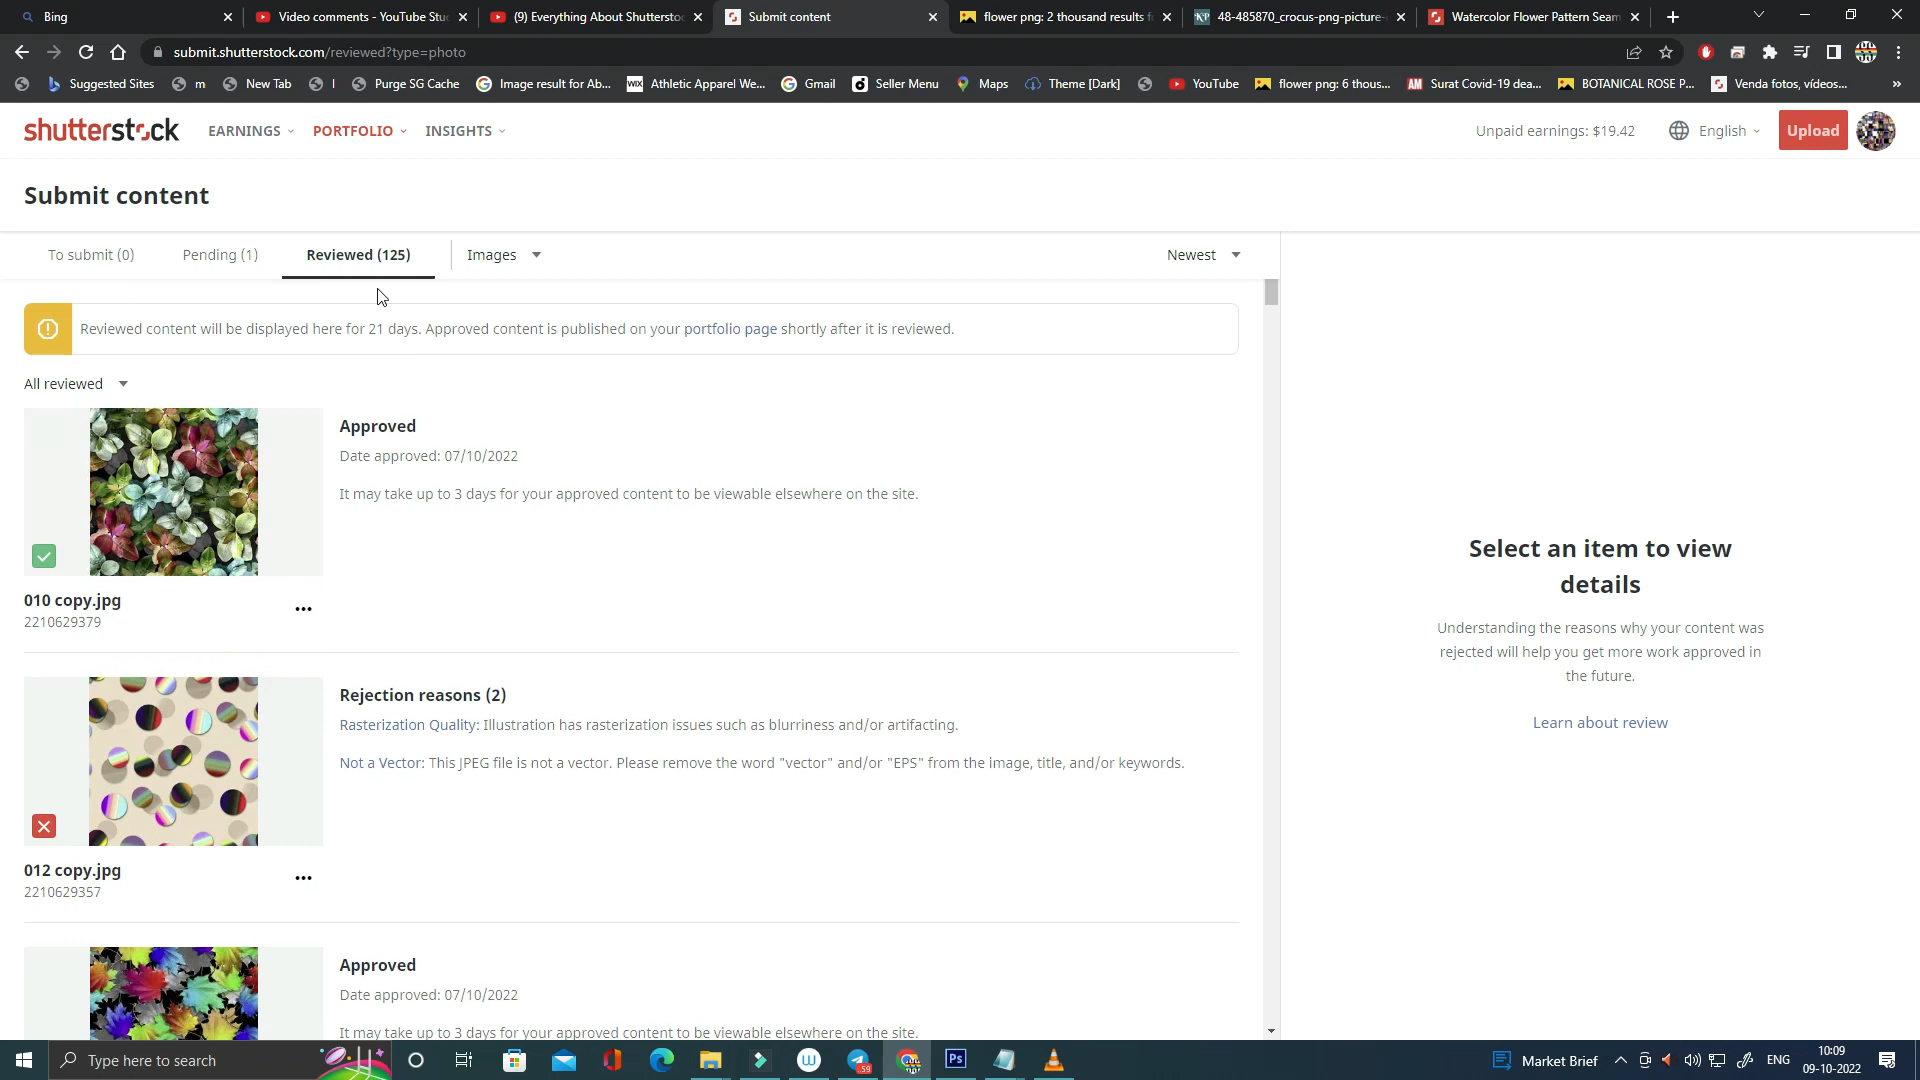 Bing
Video comments - YouTube Stu
(9) Everything About Shuttersto
Submit content
flower png: 2 thousand results f
48-485870_crocus-png-picture-
Watercolor Flower Pattern Seam
submit.shutterstock.com/reviewed?type=photo
Suggested Sites
m
New Tab
I
Purge SG Cache
Image result for Ab...
WIX
Athletic Apparel We...
Gmail
Seller Menu
Maps
Theme [Dark]
YouTube
flower png: 6 thous...
AM
Surat Covid-19 dea...
BOTANICAL ROSE P...
Venda fotos, vídeos...
»
shutterstock
EARNINGS
PORTFOLIO
INSIGHTS
Unpaid earnings: $19.42
English
Upload
Submit content
To submit (0)
Pending (1)
Reviewed (125)
Images
Newest
Reviewed content will be displayed here for 21 days. Approved content is published on your portfolio page shortly after it is reviewed.
All reviewed
Approved
Date approved: 07/10/2022
It may take up to 3 days for your approved content to be viewable elsewhere on the site.
010 copy.jpg
2210629379
Rejection reasons (2)
Rasterization Quality: Illustration has rasterization issues such as blurriness and/or artifacting.
Not a Vector: This JPEG file is not a vector. Please remove the word "vector" and/or "EPS" from the image, title, and/or keywords.
012 copy.jpg
2210629357
Approved
Date approved: 07/10/2022
It may take up to 3 days for your approved content to be viewable elsewhere on the site.
Select an item to view
details
Understanding the reasons why your content was
rejected will help you get more work approved in
the future.
Learn about review
Type here to search
.59
Ps
Market Brief
ENG
10:09
09-10-2022